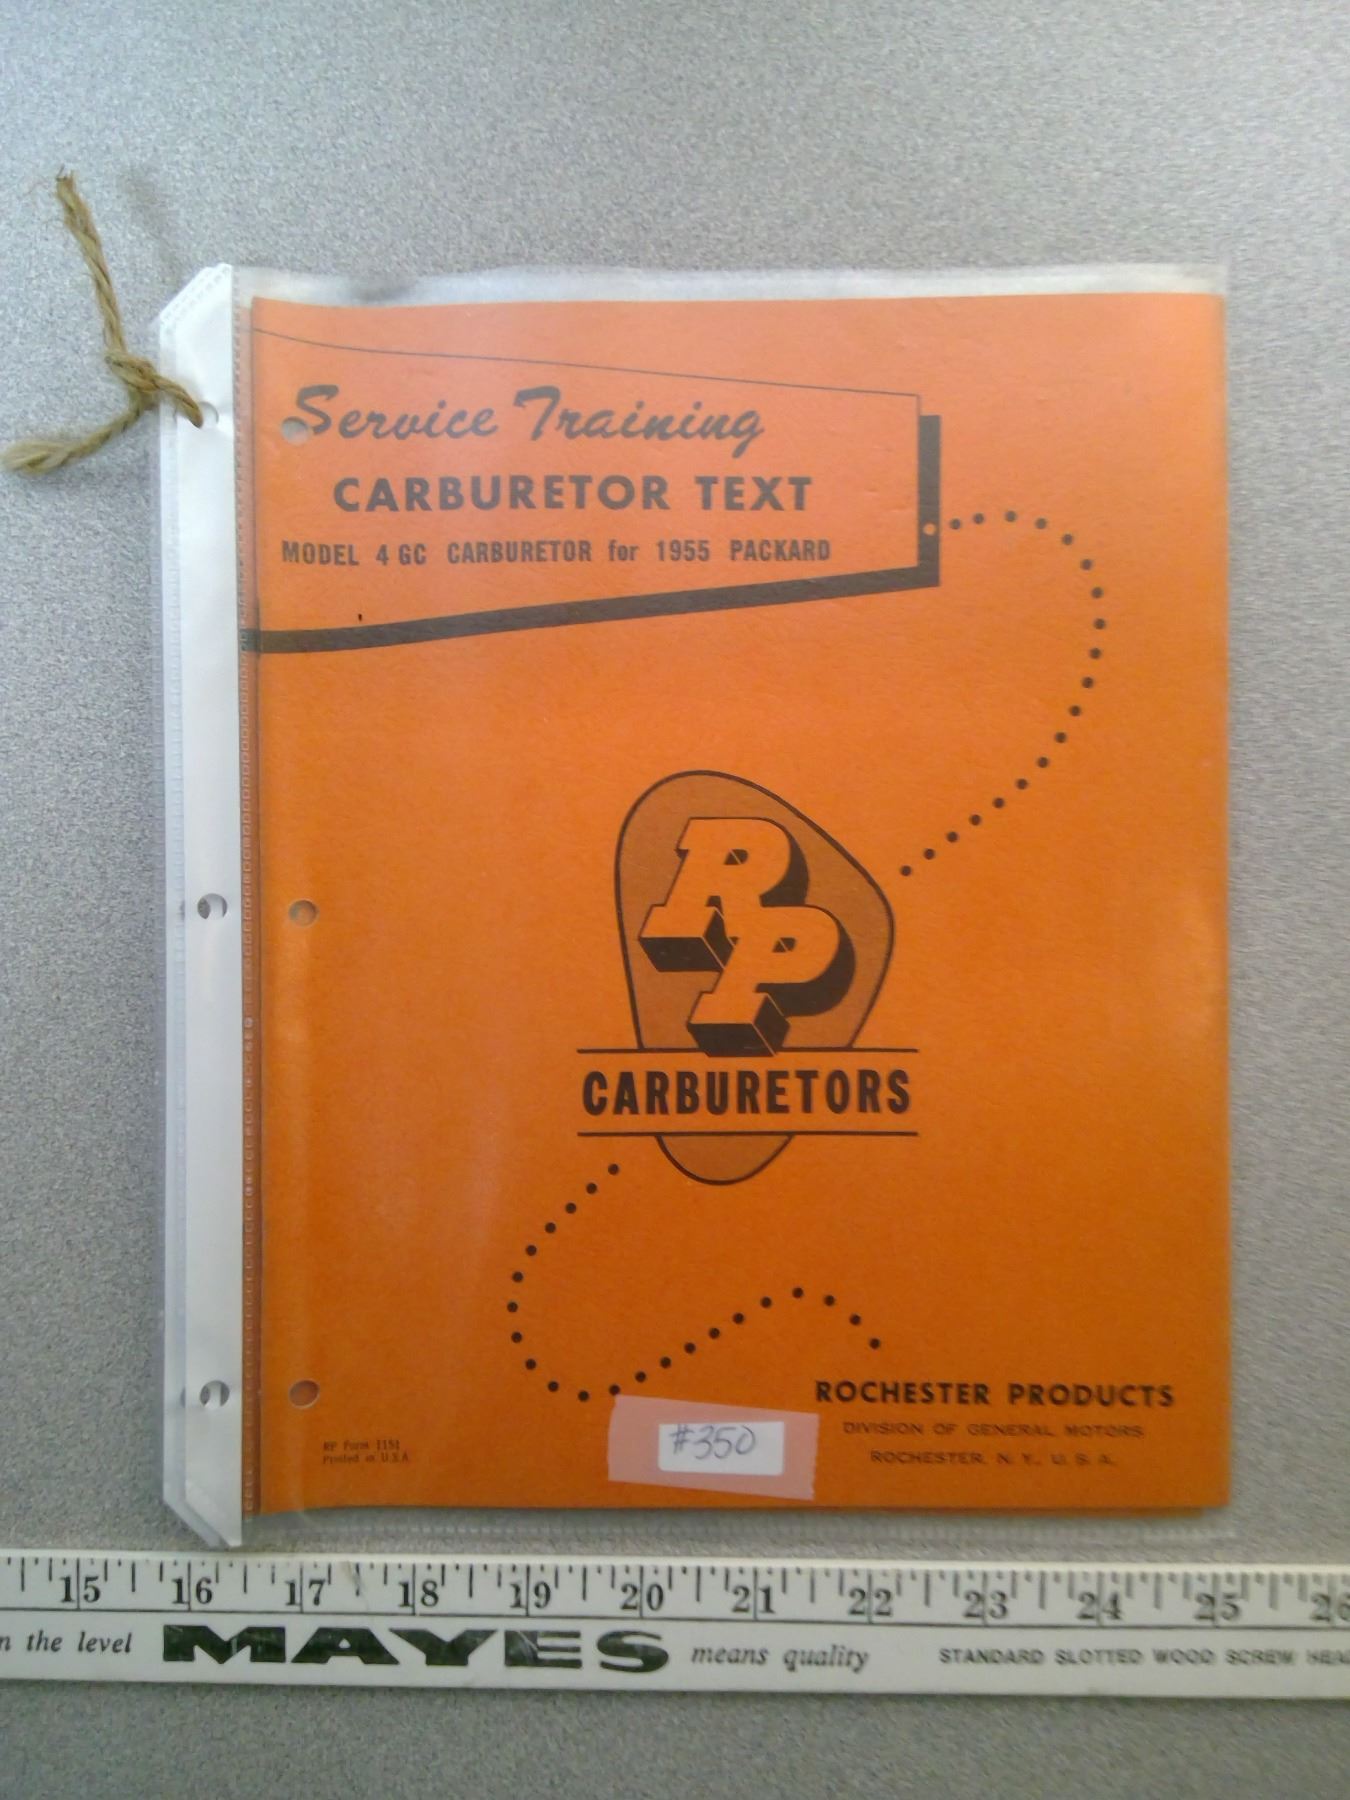 Service Training
CARBURETOR TEXT
MODEL 4 GC CARBURETOR for 1955 PACKARD
RP
CARBURETORS
ROCHESTER PRODUCTS
DIVISION OF GENERAL MOTORS
ROCHESTER, N. Y., U. S. A.
#350
RP Form 1151
Printed in U.S.A.
15 16 17 18 19 20 21 22 23 24 25 26
the level MAYES means quality STANDARD SLOTTED WOOD SCREW